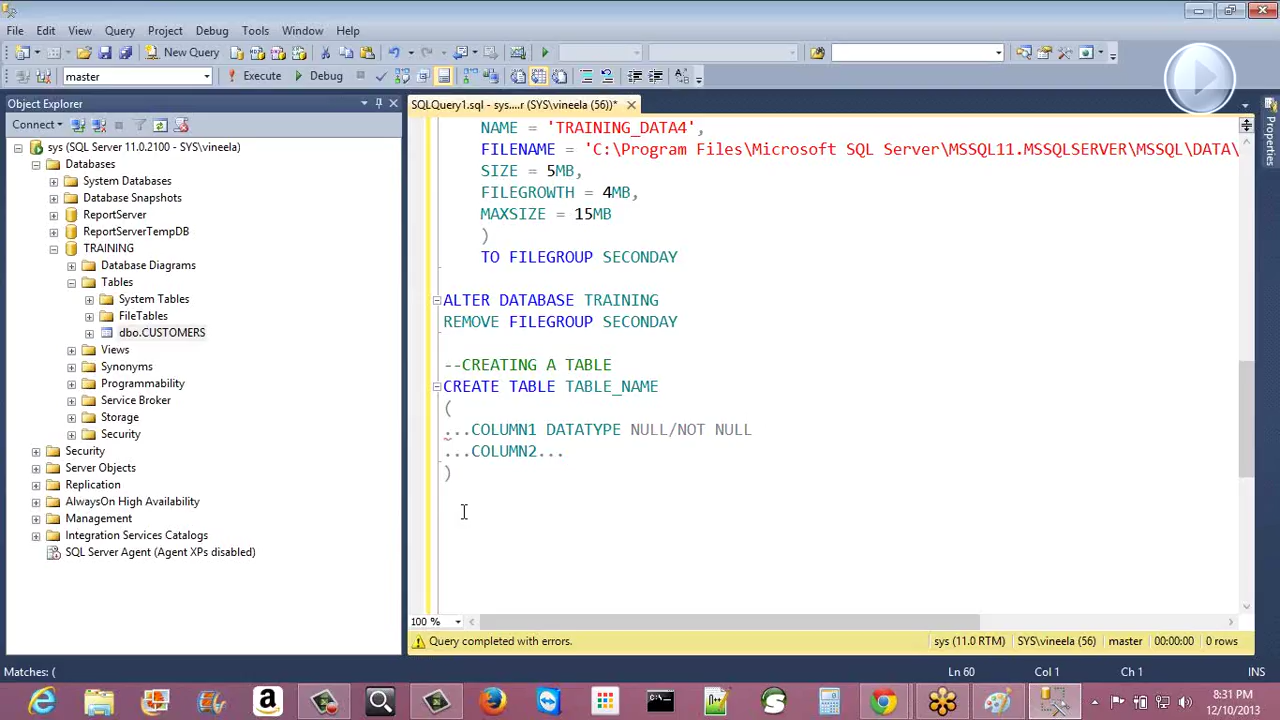 File Edit View Query Project Debug Tools Window Help
New Query
master Execute Debug
Object Explorer
SQLQuery1.sql - sys....r (SYS\vineela (56))*
Connect
sys (SQL Server 11.0.2100 - SYS\vineela)
Databases
System Databases
Database Snapshots
ReportServer
ReportServerTempDB
TRAINING
Database Diagrams
Tables
System Tables
FileTables
dbo.CUSTOMERS
Views
Synonyms
Programmability
Service Broker
Storage
Security
Security
Server Objects
Replication
AlwaysOn High Availability
Management
Integration Services Catalogs
SQL Server Agent (Agent XPs disabled)
NAME = 'TRAINING_DATA4',
FILENAME = 'C:\Program Files\Microsoft SQL Server\MSSQL11.MSSQLSERVER\MSSQL\DATA\
SIZE = 5MB,
FILEGROWTH = 4MB,
MAXSIZE = 15MB
)
TO FILEGROUP SECONDAY
ALTER DATABASE TRAINING
REMOVE FILEGROUP SECONDAY
--CREATING A TABLE
CREATE TABLE TABLE_NAME
(
...COLUMN1 DATATYPE NULL/NOT NULL
...COLUMN2...
)
Properties
100 %
Query completed with errors. sys (11.0 RTM) SYS\vineela (56) master 00:00:00 0 rows
Matches: ( Ln 60 Col 1 Ch 1 INS
8:31 PM
12/10/2013